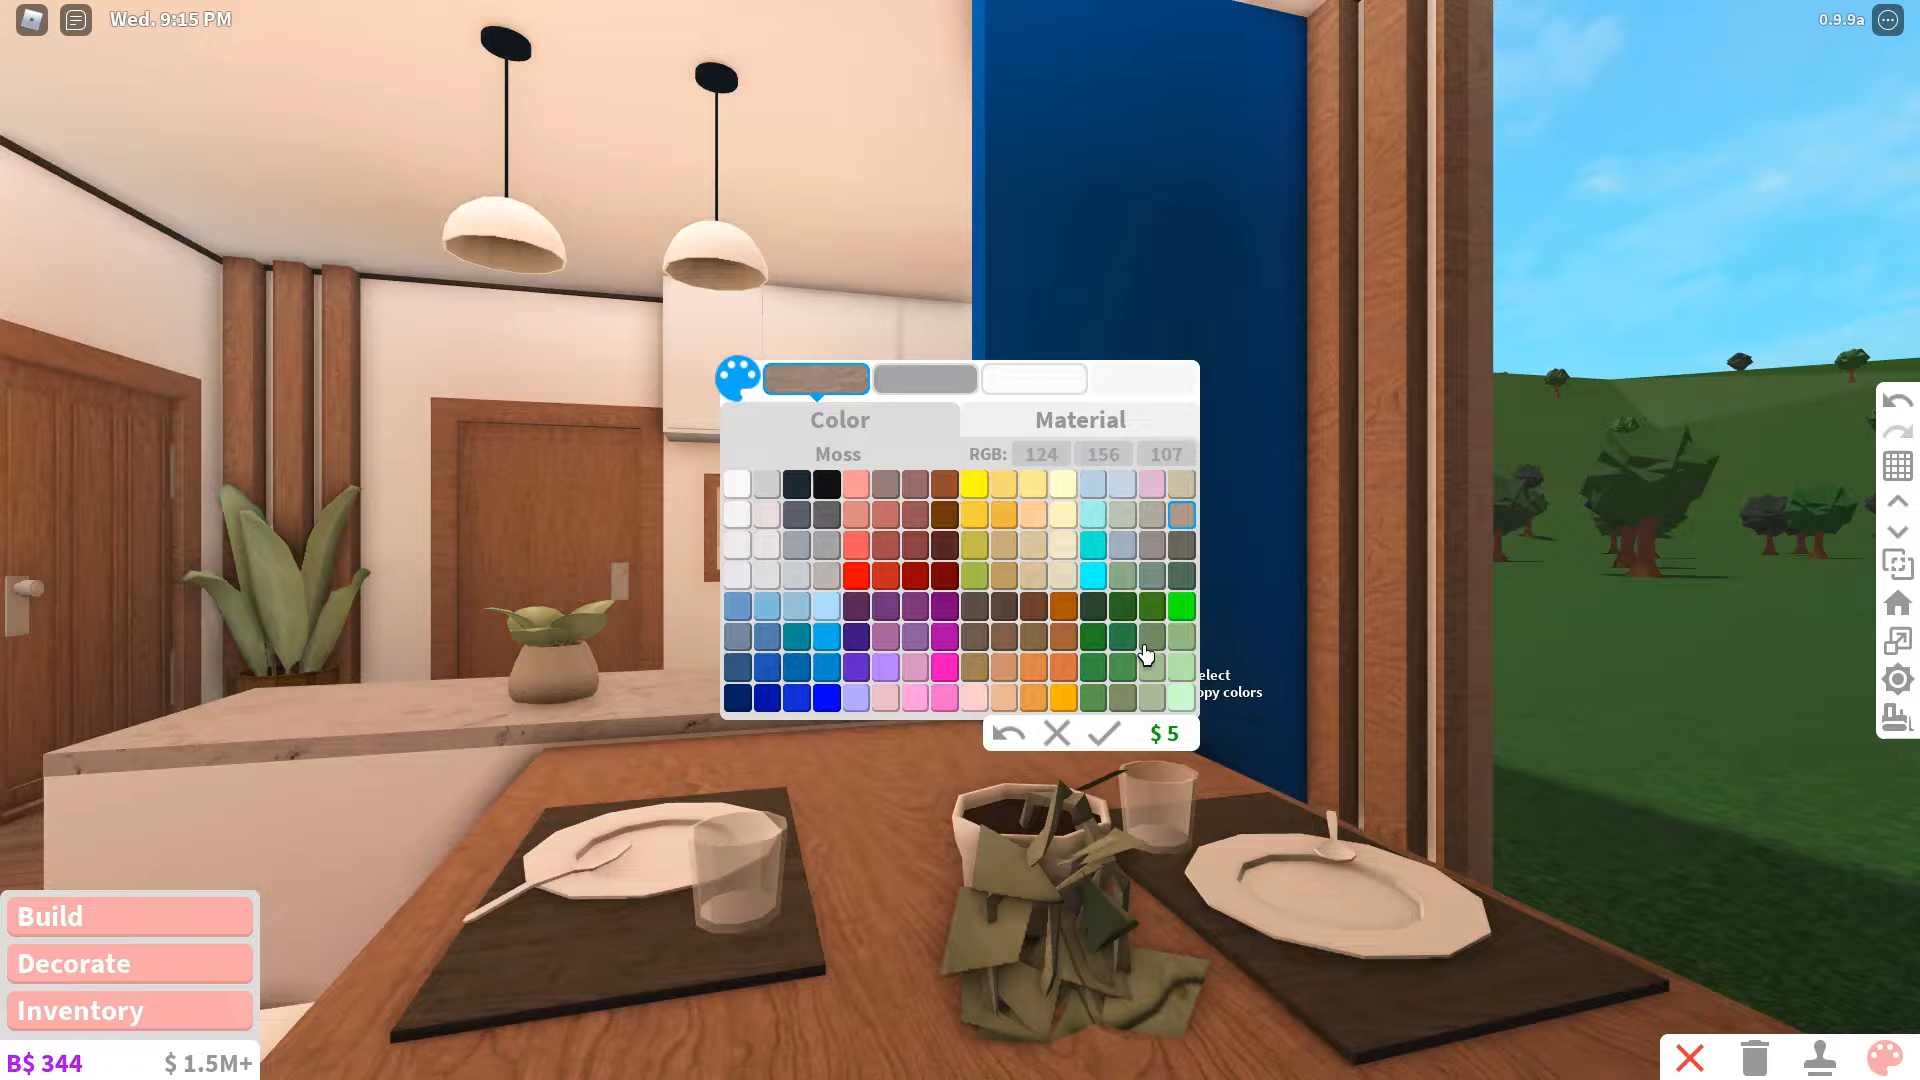 Wed. 9:15 PM
0.9.9a
Color
Material
Moss
RGB: 124 156 107
elect
opy colors
$ 5
Build
Decorate
Inventory
B$ 344
$ 1.5M+